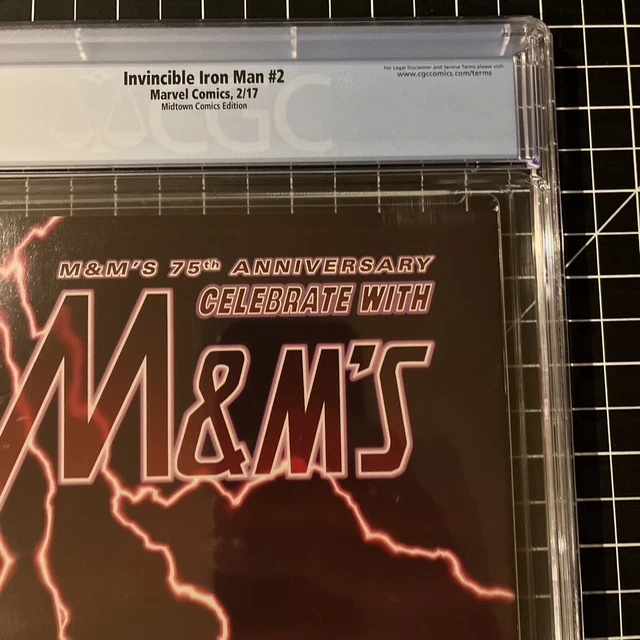 Invincible Iron Man #2
Marvel Comics, 2/17
Midtown Comics Edition
For Legal Disclaimer and Service Terms please visit:
www.cgccomics.com/terms
CGC
M&M'S 75th ANNIVERSARY
CELEBRATE WITH
M&M'S